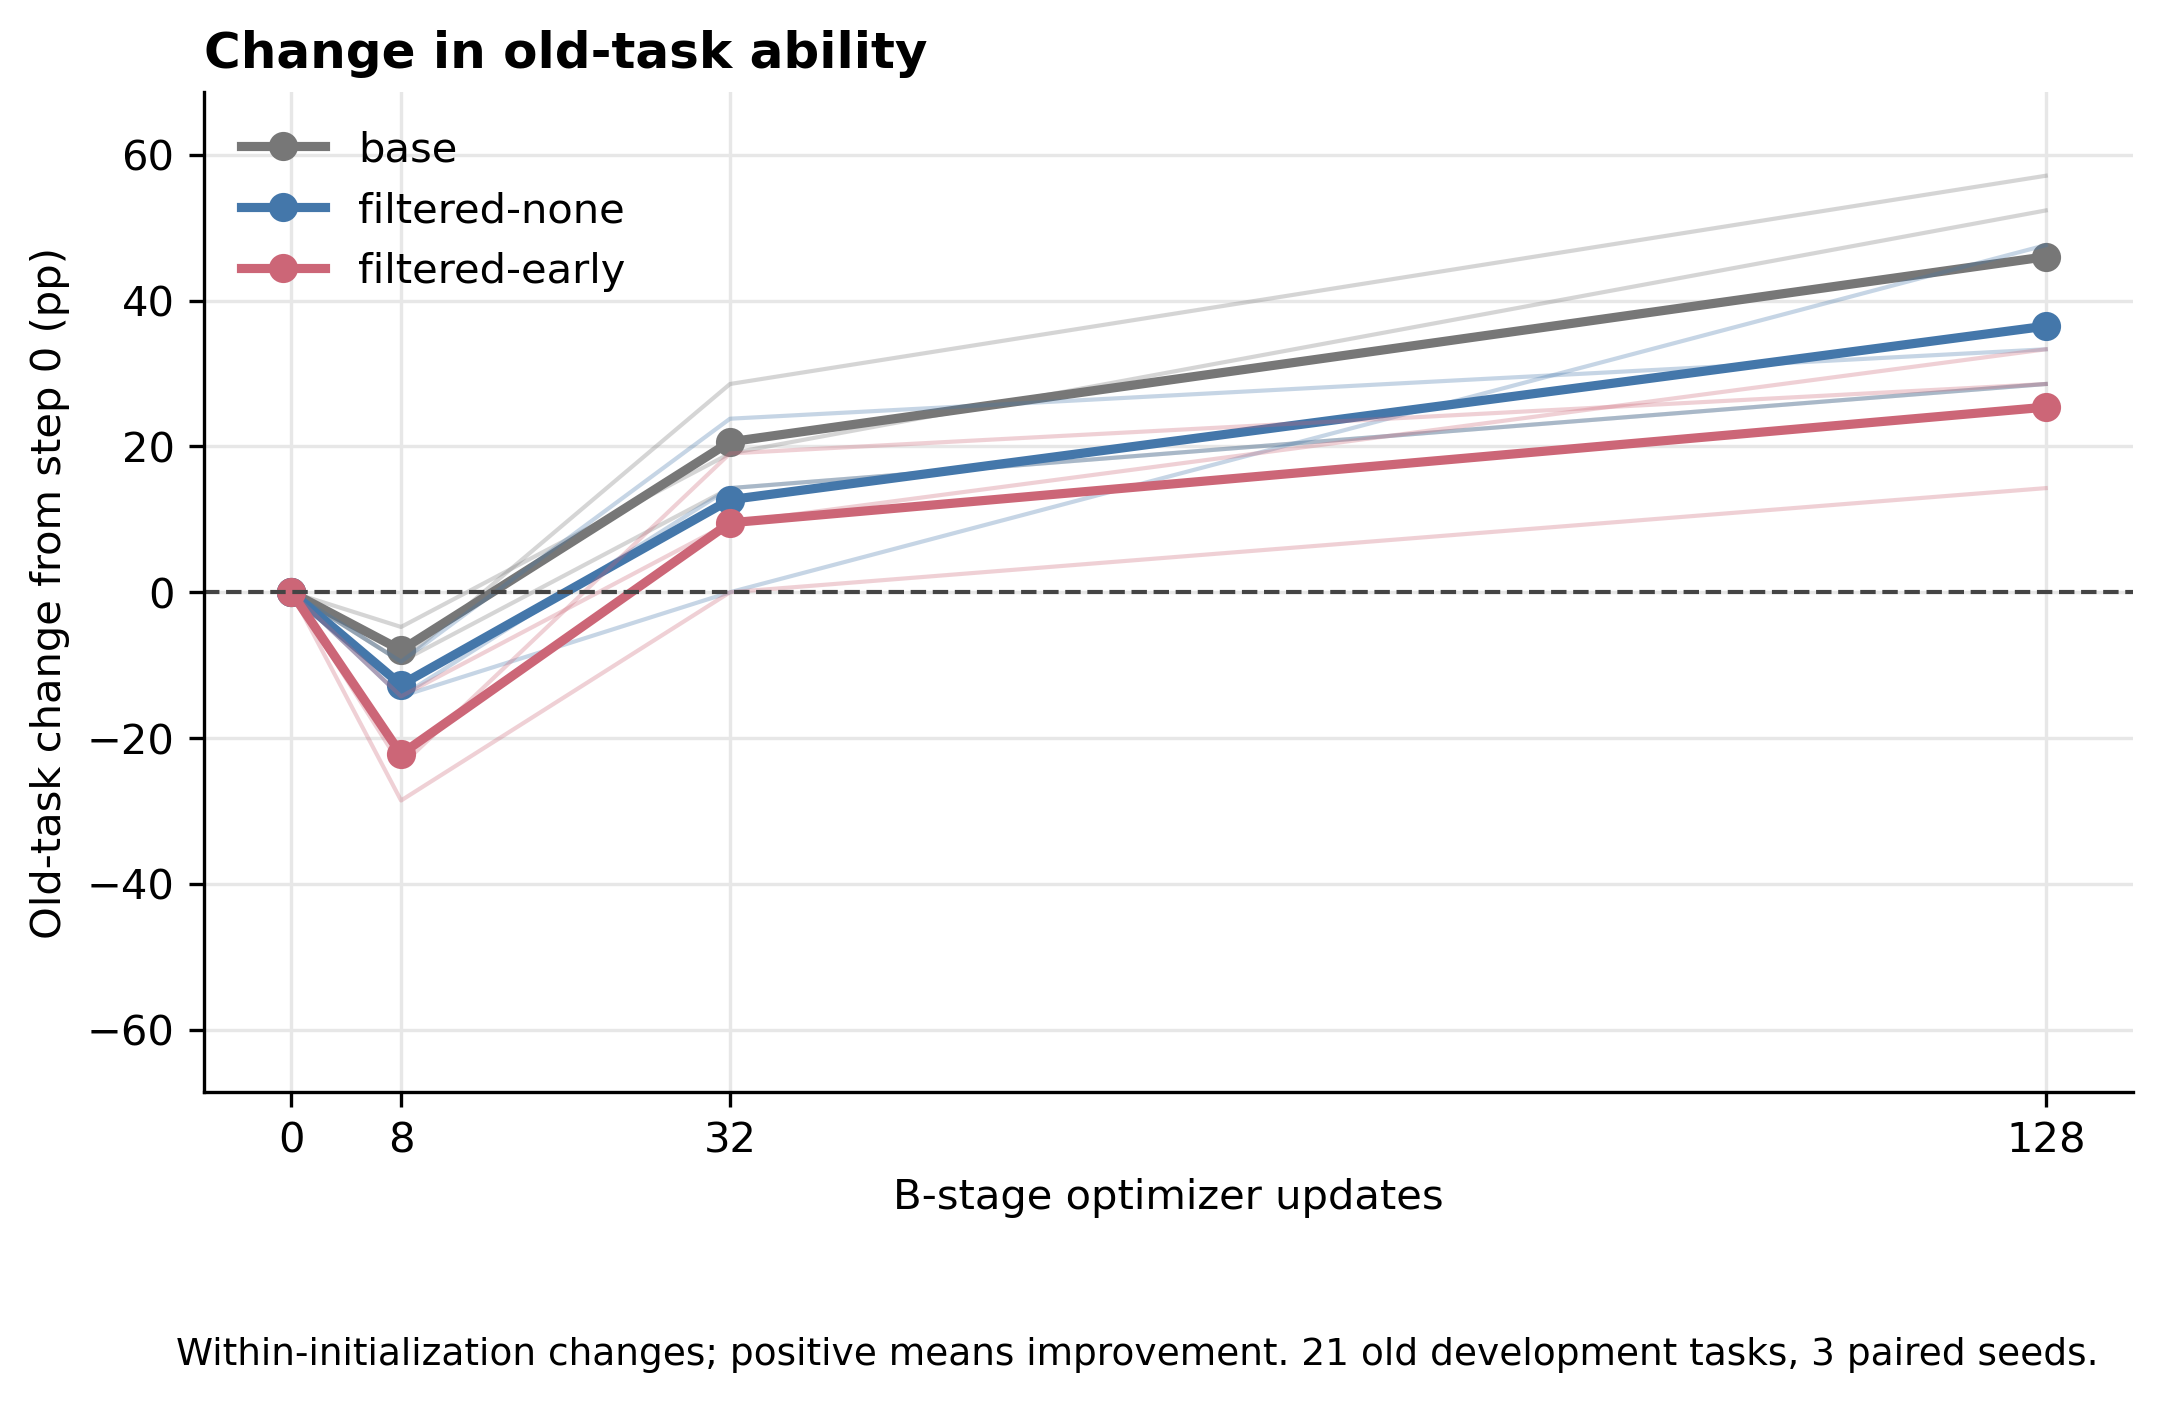 Change in old-task ability
base
filtered-none
filtered-early
Old-task change from step 0 (pp)
60
40
20
0
−20
−40
−60
0 8 32 128
B-stage optimizer updates
Within-initialization changes; positive means improvement. 21 old development tasks, 3 paired seeds.